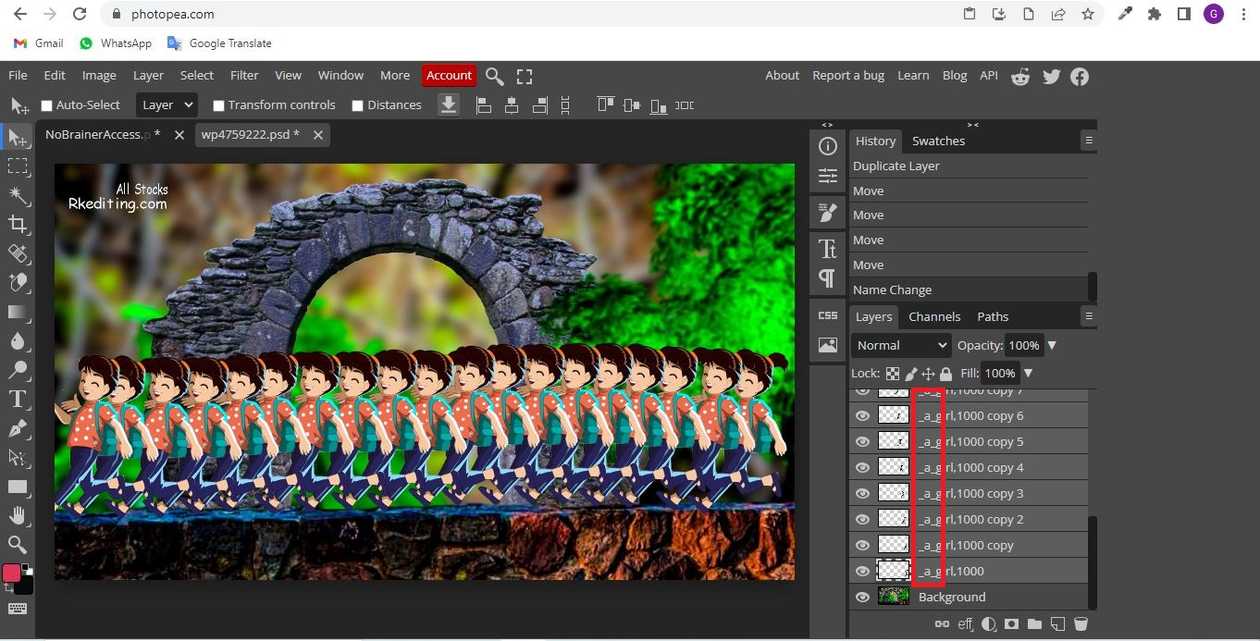 photopea.com
G
Gmail WhatsApp Google Translate
File Edit Image Layer Select Filter View Window More Account About Report a bug Learn Blog API
Auto-Select Layer Transform controls Distances
NoBrainerAccess.p * wp4759222.psd *
All Stocks
Rkediting.com
History Swatches
Duplicate Layer
Move
Move
Move
Move
Name Change
CSS
Layers Channels Paths
Normal Opacity: 100%
Lock: Fill: 100%
_a_girl,1000 copy 7
_a_girl,1000 copy 6
_a_girl,1000 copy 5
_a_girl,1000 copy 4
_a_girl,1000 copy 3
_a_girl,1000 copy 2
_a_girl,1000 copy
_a_girl,1000
Background
eff